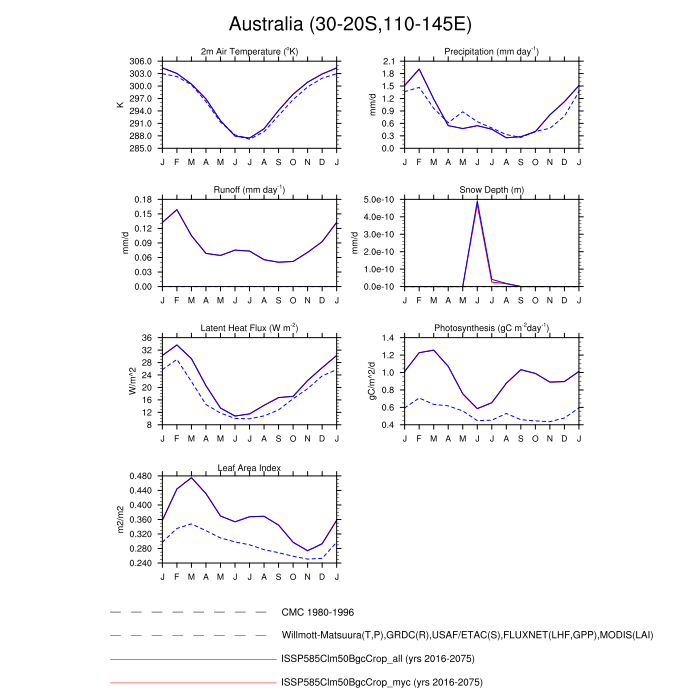 Australia (30-20S,110-145E)
2m Air Temperature (°K)
Precipitation (mm day⁻¹)
306.0
303.0
300.0
297.0
294.0
291.0
288.0
285.0
K
J F M A M J J A S O N D J
2.1
1.8
1.5
1.2
0.9
0.6
0.3
0.0
mm/d
J F M A M J J A S O N D J
Runoff (mm day⁻¹)
Snow Depth (m)
0.18
0.15
0.12
0.09
0.06
0.03
0.00
mm/d
J F M A M J J A S O N D J
5.0e-10
4.0e-10
3.0e-10
2.0e-10
1.0e-10
0.0e-10
mm/d
J F M A M J J A S O N D J
Latent Heat Flux (W m⁻²)
Photosynthesis (gC m⁻²day⁻¹)
36
32
28
24
20
16
12
8
W/m^2
J F M A M J J A S O N D J
1.4
1.2
1.0
0.8
0.6
0.4
gC/m^2/d
J F M A M J J A S O N D J
Leaf Area Index
0.480
0.440
0.400
0.360
0.320
0.280
0.240
m2/m2
J F M A M J J A S O N D J
CMC 1980-1996
Willmott-Matsuura(T,P),GRDC(R),USAF/ETAC(S),FLUXNET(LHF,GPP),MODIS(LAI)
ISSP585Clm50BgcCrop_all (yrs 2016-2075)
ISSP585Clm50BgcCrop_myc (yrs 2016-2075)